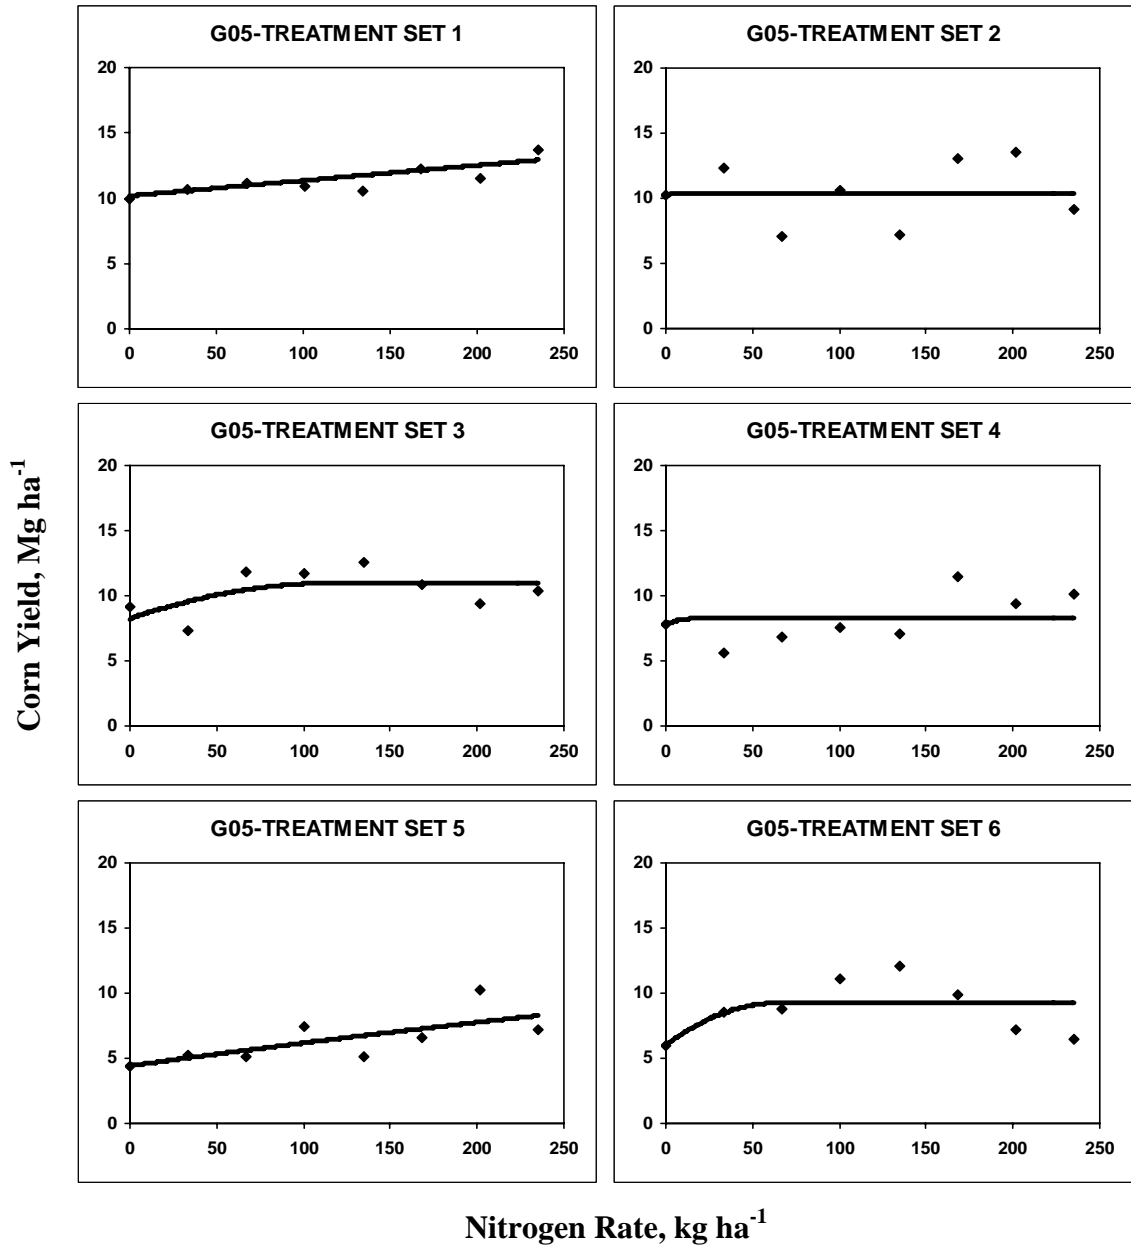 G05-TREATMENT SET 1
20
15
10
5
0
0 50 100 150 200 250
G05-TREATMENT SET 2
20
15
10
5
0
0 50 100 150 200 250
G05-TREATMENT SET 3
20
15
10
5
0
0 50 100 150 200 250
G05-TREATMENT SET 4
20
15
10
5
0
0 50 100 150 200 250
G05-TREATMENT SET 5
20
15
10
5
0
0 50 100 150 200 250
G05-TREATMENT SET 6
20
15
10
5
0
0 50 100 150 200 250
Corn Yield, Mg ha⁻¹
Nitrogen Rate, kg ha⁻¹